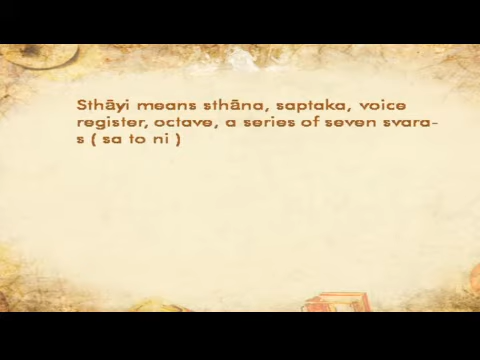 Sthāyi means sthāna, saptaka, voice
register, octave, a series of seven svara-
s ( sa to ni )